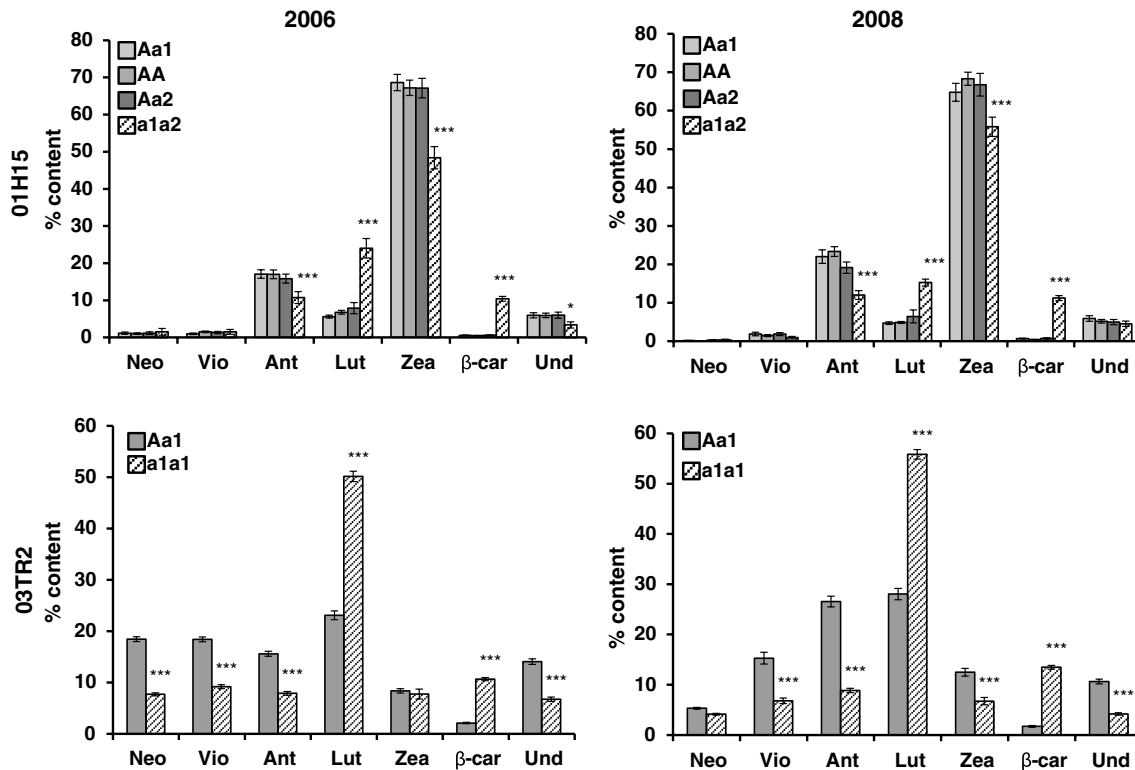 2006
2008
01H15
% content
80
70
60
50
40
30
20
10
0
Aa1
AA
Aa2
a1a2
***
***
***
***
*
Neo Vio Ant Lut Zea β-car Und
% content
80
70
60
50
40
30
20
10
0
Aa1
AA
Aa2
a1a2
***
***
***
***
Neo Vio Ant Lut Zea β-car Und
03TR2
% content
60
50
40
30
20
10
0
Aa1
a1a1
***
***
***
***
***
***
Neo Vio Ant Lut Zea β-car Und
% content
60
50
40
30
20
10
0
Aa1
a1a1
***
***
***
***
***
***
Neo Vio Ant Lut Zea β-car Und